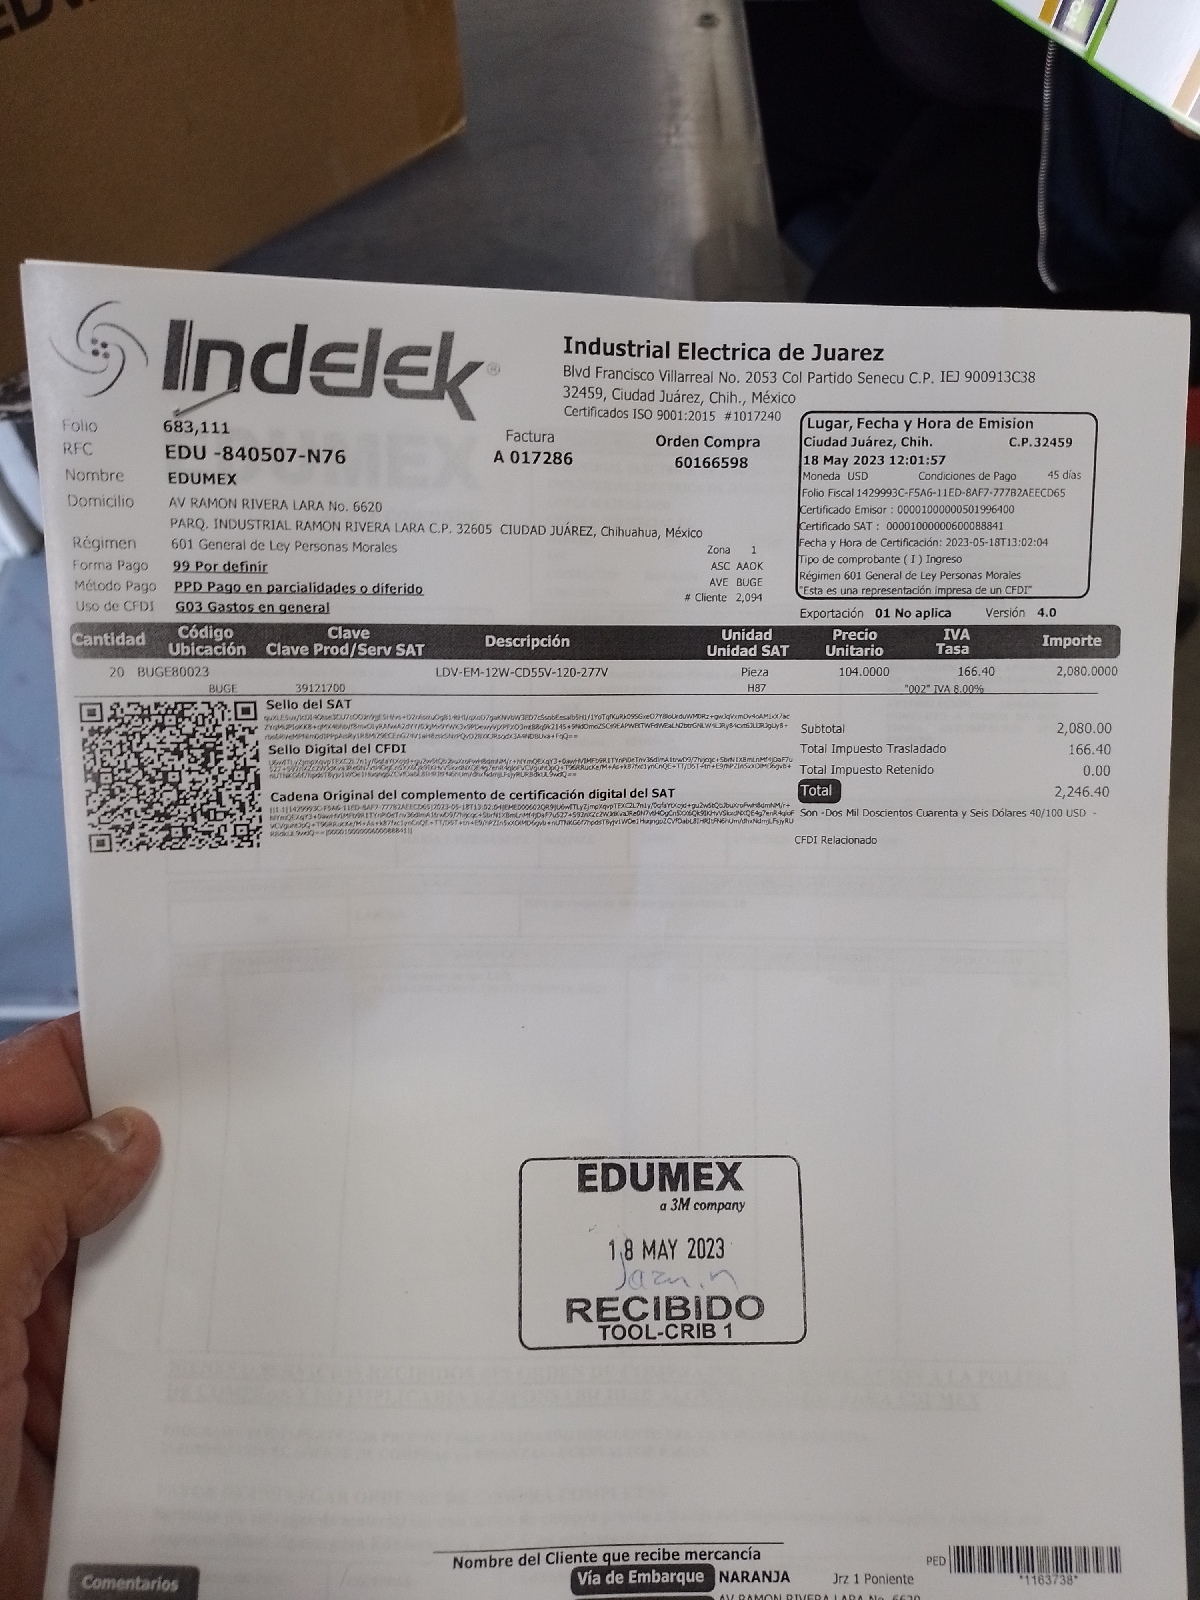 Indelek®
Industrial Electrica de Juarez
Blvd Francisco Villarreal No. 2053 Col Partido Senecu C.P. IEJ 900913C38
32459, Ciudad Juárez, Chih., México
Certificados ISO 9001:2015 #1017240
Folio 683,111
RFC EDU -840507-N76
Factura
A 017286
Orden Compra
60166598
Nombre EDUMEX
Domicilio AV RAMON RIVERA LARA No. 6620
PARQ. INDUSTRIAL RAMON RIVERA LARA C.P. 32605 CIUDAD JUÁREZ, Chihuahua, México
Régimen 601 General de Ley Personas Morales
Forma Pago 99 Por definir
Método Pago PPD Pago en parcialidades o diferido
Uso de CFDI G03 Gastos en general
Zona 1
ASC AAOK
AVE BUGE
# Cliente 2,094
Lugar, Fecha y Hora de Emision
Ciudad Juárez, Chih. C.P.32459
18 May 2023 12:01:57
Moneda USD Condiciones de Pago 45 días
Folio Fiscal 1429993C-F5A6-11ED-8AF7-777B2AEECD65
Certificado Emisor : 00001000000501996400
Certificado SAT : 00001000000600088841
Fecha y Hora de Certificación: 2023-05-18T13:02:04
Tipo de comprobante ( I ) Ingreso
Régimen 601 General de Ley Personas Morales
"Esta es una representación impresa de un CFDI"
Exportación 01 No aplica Versión 4.0
Cantidad Código Ubicación Clave Clave Prod/Serv SAT Descripción Unidad Unidad SAT Precio Unitario IVA Tasa Importe
20 BUGE80023 LDV-EM-12W-CD55V-120-277V Pieza 104.0000 166.40 2,080.0000
BUGE 39121700 H87 "002" IVA 8.00%
Sello del SAT
Sello Digital del CFDI
Cadena Original del complemento de certificación digital del SAT
Subtotal 2,080.00
Total Impuesto Trasladado 166.40
Total Impuesto Retenido 0.00
Total 2,246.40
Son -Dos Mil Doscientos Cuarenta y Seis Dólares 40/100 USD -
CFDI Relacionado
EDUMEX
a 3M company
18 MAY 2023
Jazmin
RECIBIDO
TOOL-CRIB 1
Nombre del Cliente que recibe mercancía
PED *1163738*
Comentarios
Vía de Embarque NARANJA Jrz 1 Poniente
AV RAMON RIVERA LARA No. 6620